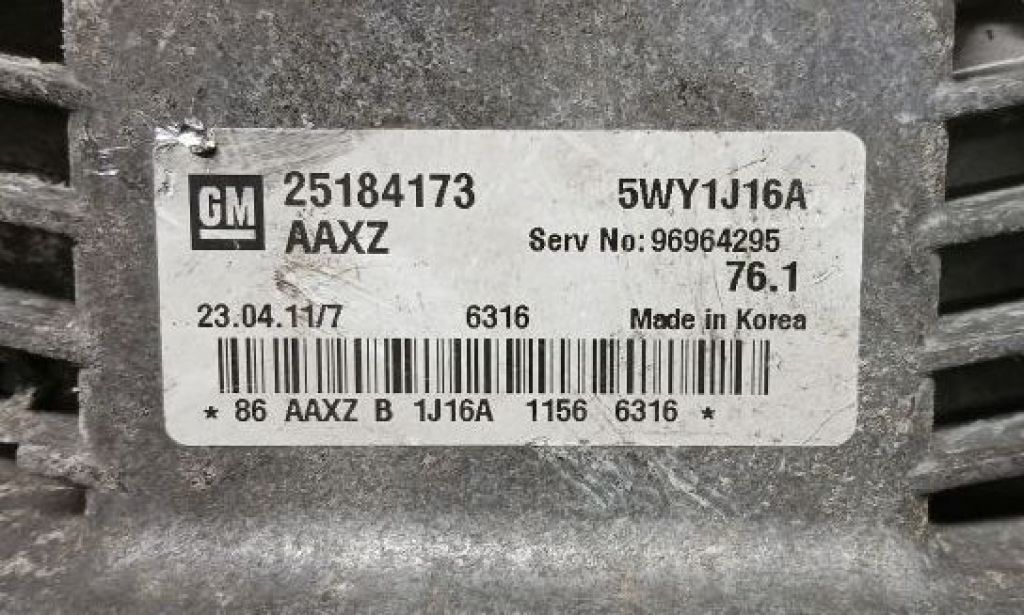 GM 25184173 5WY1J16A
AAXZ Serv No: 96964295
76.1
23.04.11/7 6316 Made in Korea
* 86 AAXZ B 1J16A 1156 6316 *